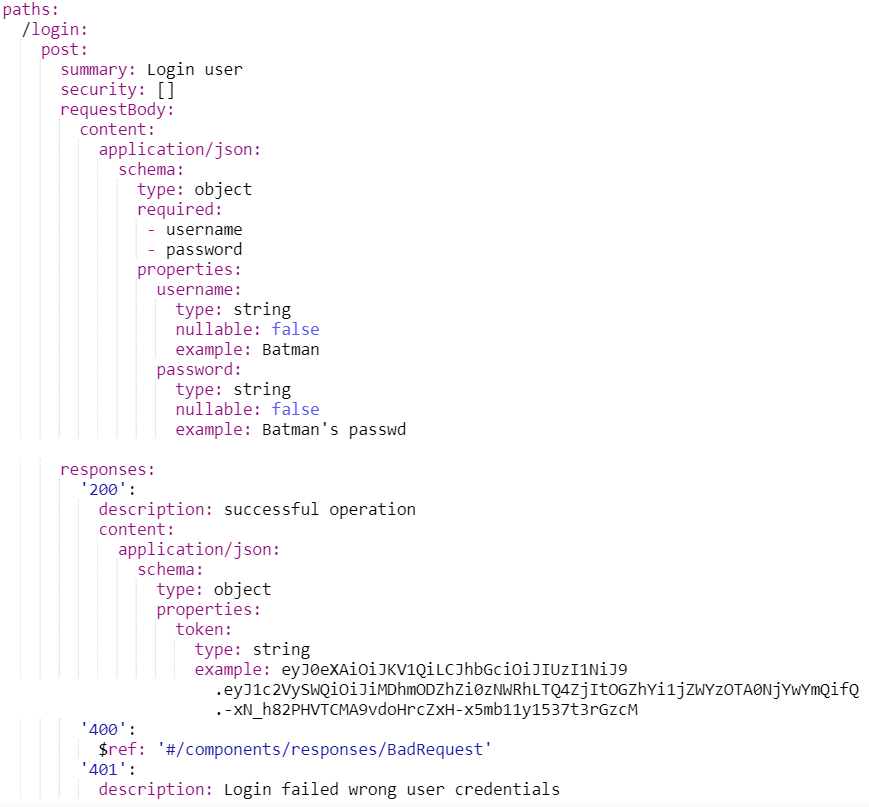 paths:
  /login:
    post:
      summary: Login user
      security: []
      requestBody:
        content:
          application/json:
            schema:
              type: object
              required:
               - username
               - password
              properties:
                username:
                  type: string
                  nullable: false
                  example: Batman
                password:
                  type: string
                  nullable: false
                  example: Batman's passwd

      responses:
        '200':
          description: successful operation
          content:
            application/json:
              schema:
                type: object
                properties:
                  token:
                    type: string
                    example: eyJ0eXAiOiJKV1QiLCJhbGciOiJIUzI1NiJ9
                      .eyJ1c2VySWQiOiJiMDhmODZhZi0zNWRhLTQ4ZjItOGZhYi1jZWYzOTA0NjYwYmQifQ
                      .-xN_h82PHVTCMA9vdoHrcZxH-x5mb11y1537t3rGzcM
        '400':
          $ref: '#/components/responses/BadRequest'
        '401':
          description: Login failed wrong user credentials